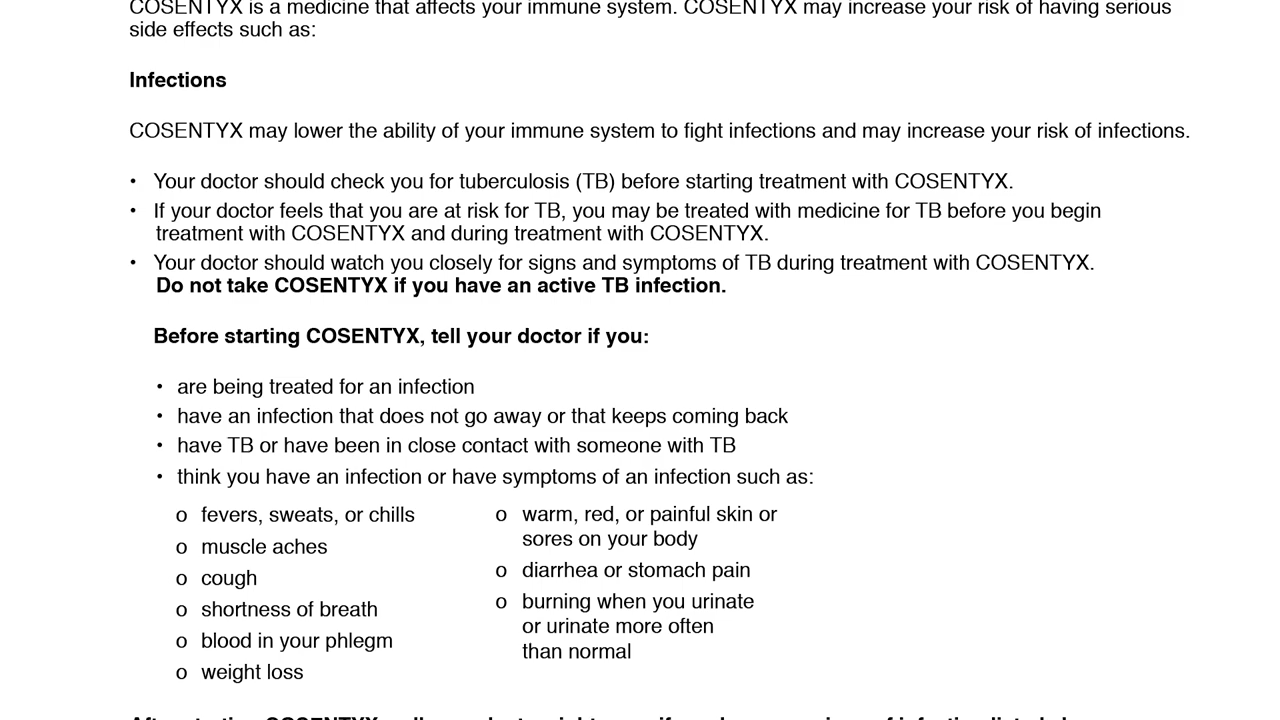 COSENTYX is a medicine that affects your immune system. COSENTYX may increase your risk of having serious
side effects such as:
Infections
COSENTYX may lower the ability of your immune system to fight infections and may increase your risk of infections.
• Your doctor should check you for tuberculosis (TB) before starting treatment with COSENTYX.
• If your doctor feels that you are at risk for TB, you may be treated with medicine for TB before you begin
treatment with COSENTYX and during treatment with COSENTYX.
• Your doctor should watch you closely for signs and symptoms of TB during treatment with COSENTYX.
Do not take COSENTYX if you have an active TB infection.
Before starting COSENTYX, tell your doctor if you:
• are being treated for an infection
• have an infection that does not go away or that keeps coming back
• have TB or have been in close contact with someone with TB
• think you have an infection or have symptoms of an infection such as:
o fevers, sweats, or chills
o muscle aches
o cough
o shortness of breath
o blood in your phlegm
o weight loss
o warm, red, or painful skin or
sores on your body
o diarrhea or stomach pain
o burning when you urinate
or urinate more often
than normal